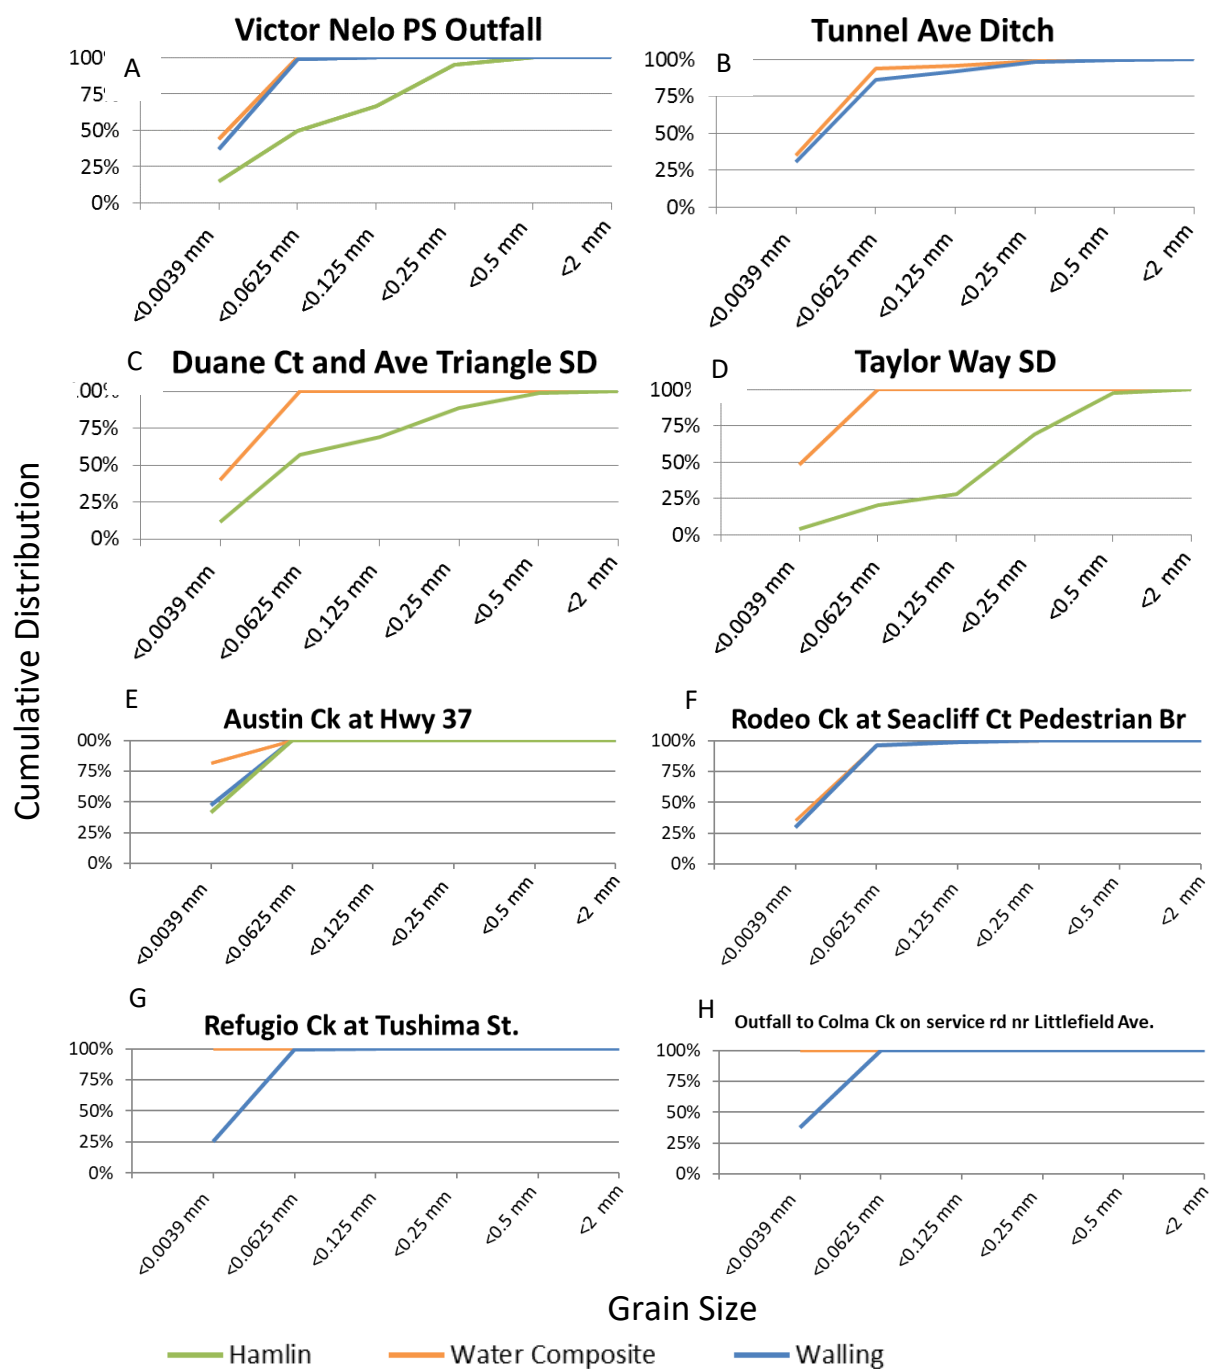 Victor Nelo PS Outfall
A
100%
75%
50%
25%
0%
<0.0039 mm
<0.0625 mm
<0.125 mm
<0.25 mm
<0.5 mm
<2 mm
Tunnel Ave Ditch
B
100%
75%
50%
25%
0%
<0.0039 mm
<0.0625 mm
<0.125 mm
<0.25 mm
<0.5 mm
<2 mm
C
Duane Ct and Ave Triangle SD
00%
75%
50%
25%
0%
<0.0039 mm
<0.0625 mm
<0.125 mm
<0.25 mm
<0.5 mm
<2 mm
D
Taylor Way SD
100%
75%
50%
25%
0%
<0.0039 mm
<0.0625 mm
<0.125 mm
<0.25 mm
<0.5 mm
<2 mm
Cumulative Distribution
E
Austin Ck at Hwy 37
00%
75%
50%
25%
0%
<0.0039 mm
<0.0625 mm
<0.125 mm
<0.25 mm
<0.5 mm
<2 mm
F
Rodeo Ck at Seacliff Ct Pedestrian Br
100%
75%
50%
25%
0%
<0.0039 mm
<0.0625 mm
<0.125 mm
<0.25 mm
<0.5 mm
<2 mm
G
Refugio Ck at Tushima St.
100%
75%
50%
25%
0%
<0.0039 mm
<0.0625 mm
<0.125 mm
<0.25 mm
<0.5 mm
<2 mm
H
Outfall to Colma Ck on service rd nr Littlefield Ave.
100%
75%
50%
25%
0%
<0.0039 mm
<0.0625 mm
<0.125 mm
<0.25 mm
<0.5 mm
<2 mm
Grain Size
Hamlin
Water Composite
Walling